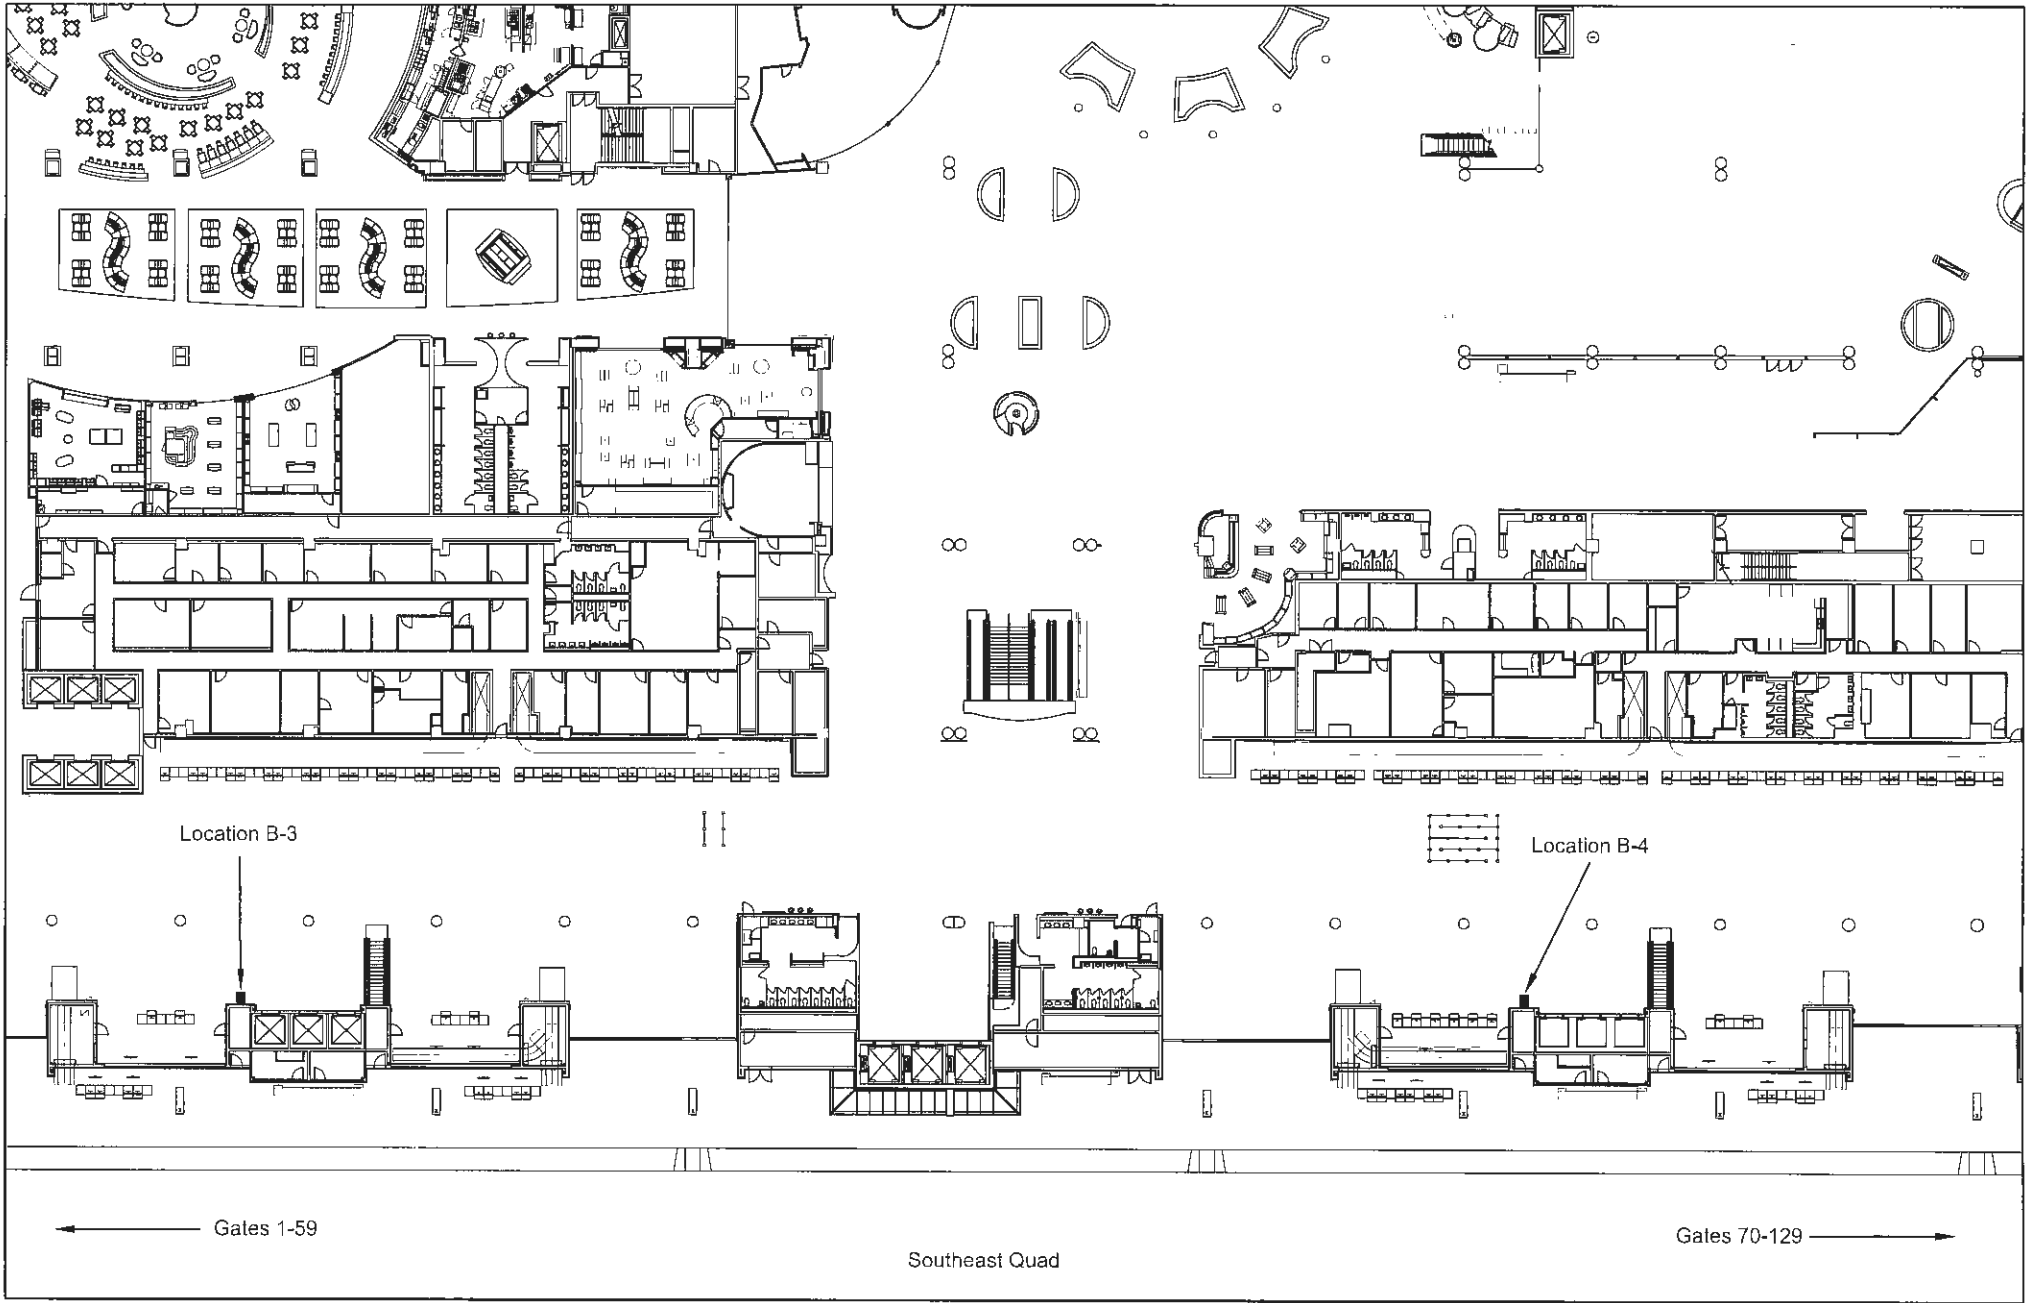 Location B-3
Location B-4
Gates 1-59
Gates 70-129
Southeast Quad